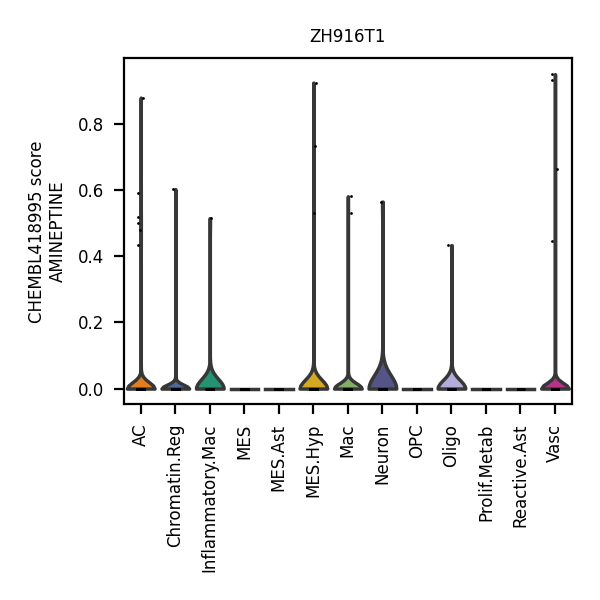 ZH916T1
CHEMBL418995 score
AMINEPTINE
0.8
0.6
0.4
0.2
0.0
AC
Chromatin.Reg
Inflammatory.Mac
MES
MES.Ast
MES.Hyp
Mac
Neuron
OPC
Oligo
Prolif.Metab
Reactive.Ast
Vasc